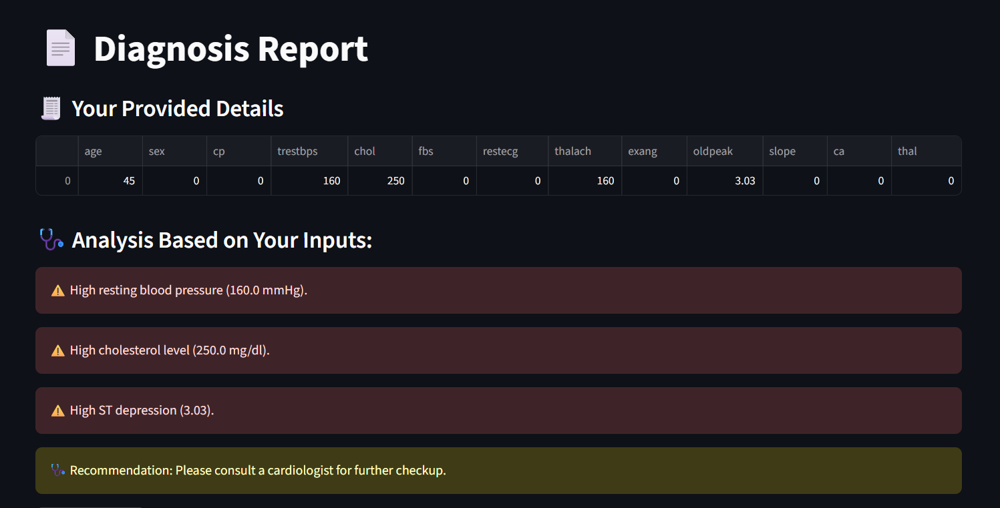 Diagnosis Report
Your Provided Details
age sex cp trestbps chol fbs restecg thalach exang oldpeak slope ca thal
0 45 0 0 160 250 0 0 160 0 3.03 0 0 0
Analysis Based on Your Inputs:
High resting blood pressure (160.0 mmHg).
High cholesterol level (250.0 mg/dl).
High ST depression (3.03).
Recommendation: Please consult a cardiologist for further checkup.